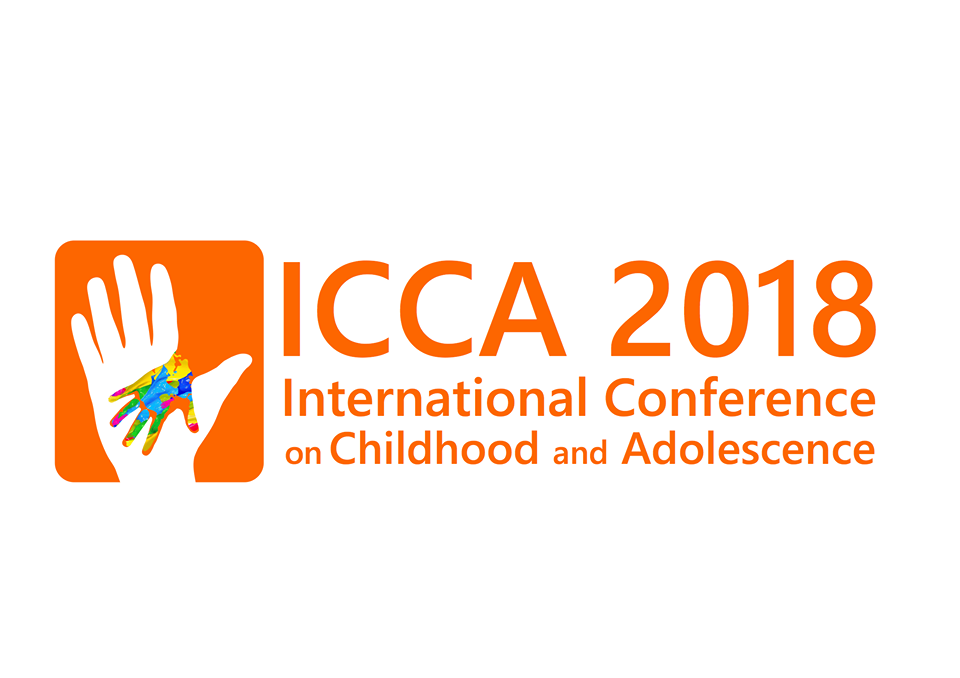 ICCA 2018
International Conference
on Childhood and Adolescence